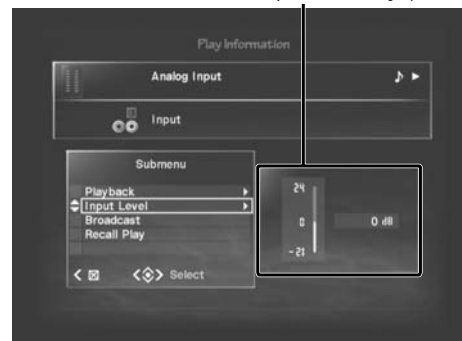 Play Information
Analog Input
Input
Submenu
Playback
Input Level
Broadcast
Recall Play
24
0
0 dB
-21
Select